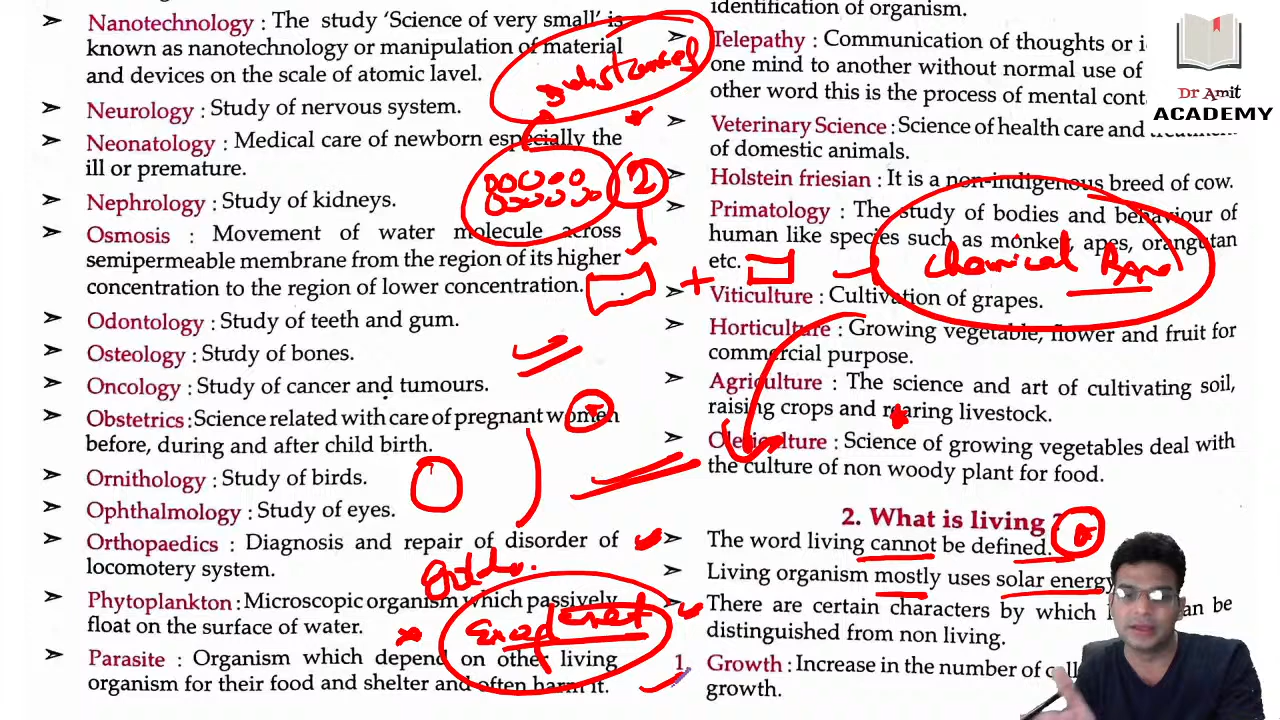 ➤ Nanotechnology : The study ‘Science of very small’ is
known as nanotechnology or manipulation of material
and devices on the scale of atomic lavel.
➤ Neurology : Study of nervous system.
➤ Neonatology : Medical care of newborn especially the
ill or premature.
➤ Nephrology : Study of kidneys.
➤ Osmosis : Movement of water molecule across
semipermeable membrane from the region of its higher
concentration to the region of lower concentration.
➤ Odontology : Study of teeth and gum.
➤ Osteology : Study of bones.
➤ Oncology : Study of cancer and tumours.
➤ Obstetrics : Science related with care of pregnant women
before, during and after child birth.
➤ Ornithology : Study of birds.
➤ Ophthalmology : Study of eyes.
➤ Orthopaedics : Diagnosis and repair of disorder of
locomotery system.
➤ Phytoplankton : Microscopic organism which passively
float on the surface of water.
➤ Parasite : Organism which depend on other living
organism for their food and shelter and often harm it.
substances
2
identification of organism.
➤ Telepathy : Communication of thoughts or
one mind to another without normal use of
other word this is the process of mental
➤ Veterinary Science : Science of health care and treatment
of domestic animals.
➤ Holstein friesian : It is a non-indigenous breed of cow.
➤ Primatology : The study of bodies and behaviour of
human like species such as monkey, apes, orangutan
etc.
+
chemical Rxn
➤ Viticulture : Cultivation of grapes.
➤ Horticulture : Growing vegetable, flower and fruit for
commercial purpose.
➤ Agriculture : The science and art of cultivating soil,
raising crops and rearing livestock.
➤ Olericulture : Science of growing vegetables deal with
the culture of non woody plant for food.
2. What is living ?
➤ The word living cannot be defined.
➤ Living organism mostly uses solar energy
➤ There are certain characters by which can be
distinguished from non living.
1. Growth : Increase in the number of
growth.
Dr Amit
ACADEMY